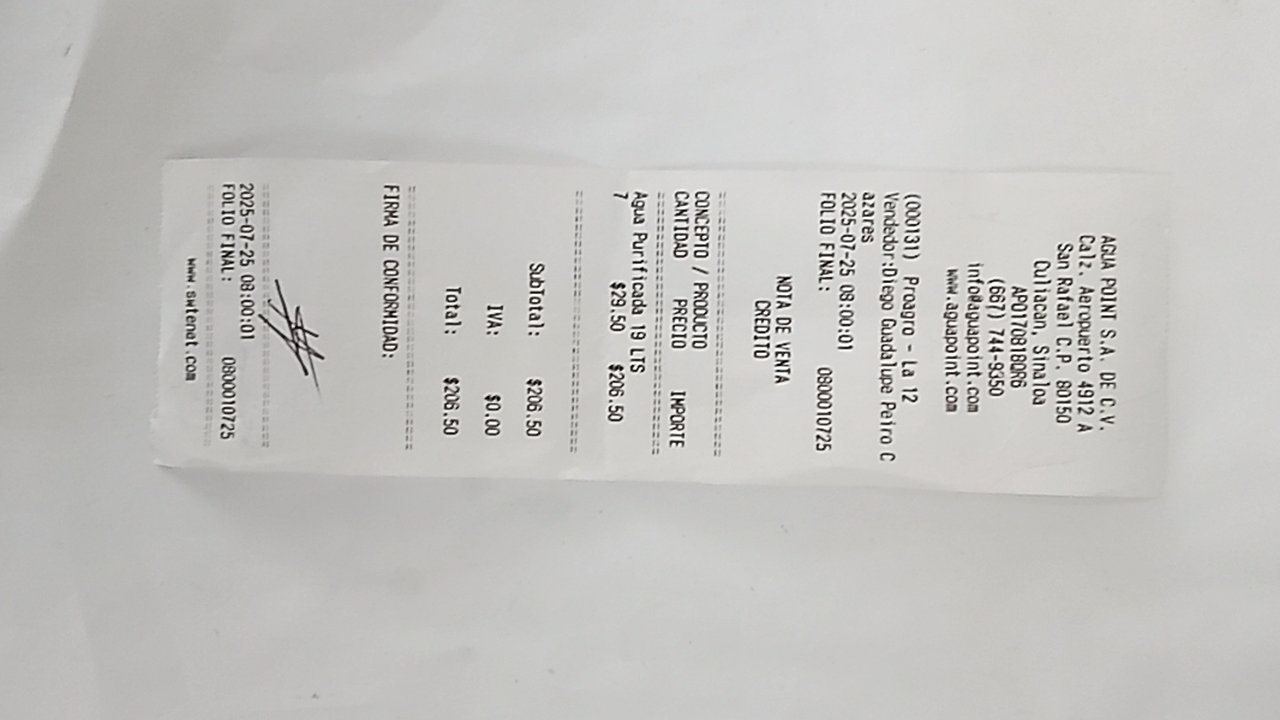 AGUA POINT S.A. DE C.V.
Calz. Aeropuerto 4912 A
San Rafael C.P. 80150
Culiacan, Sinaloa
APO170818QR6
(667) 744-9350
info@aguapoint.com
www.aguapoint.com
(000131) Proagro - La 12
Vendedor:Diego Guadalupe Peiro C
azares
2025-07-25 08:00:01
FOLIO FINAL: 0800010725
NOTA DE VENTA
CREDITO
================================
CONCEPTO / PRODUCTO
CANTIDAD PRECIO IMPORTE
================================
Agua Purificada 19 LTS
7 $29.50 $206.50
================================
SubTotal: $206.50
IVA: $0.00
Total: $206.50
================================
FIRMA DE CONFORMIDAD:
================================
2025-07-25 08:00:01
FOLIO FINAL: 0800010725
================================
www.swtenet.com